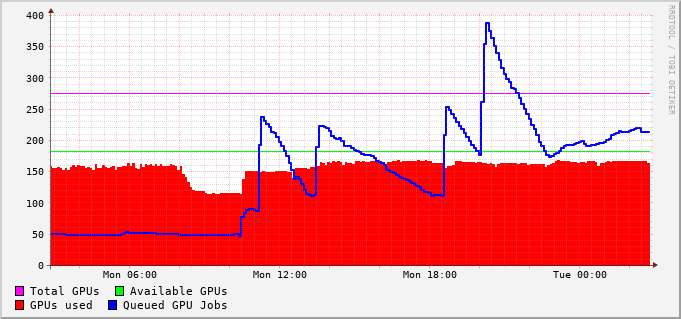 400
350
300
250
200
150
100
50
0
Mon 06:00 Mon 12:00 Mon 18:00 Tue 00:00
Total GPUs Available GPUs
GPUs used Queued GPU Jobs
RRDTOOL / TOBI OETIKER